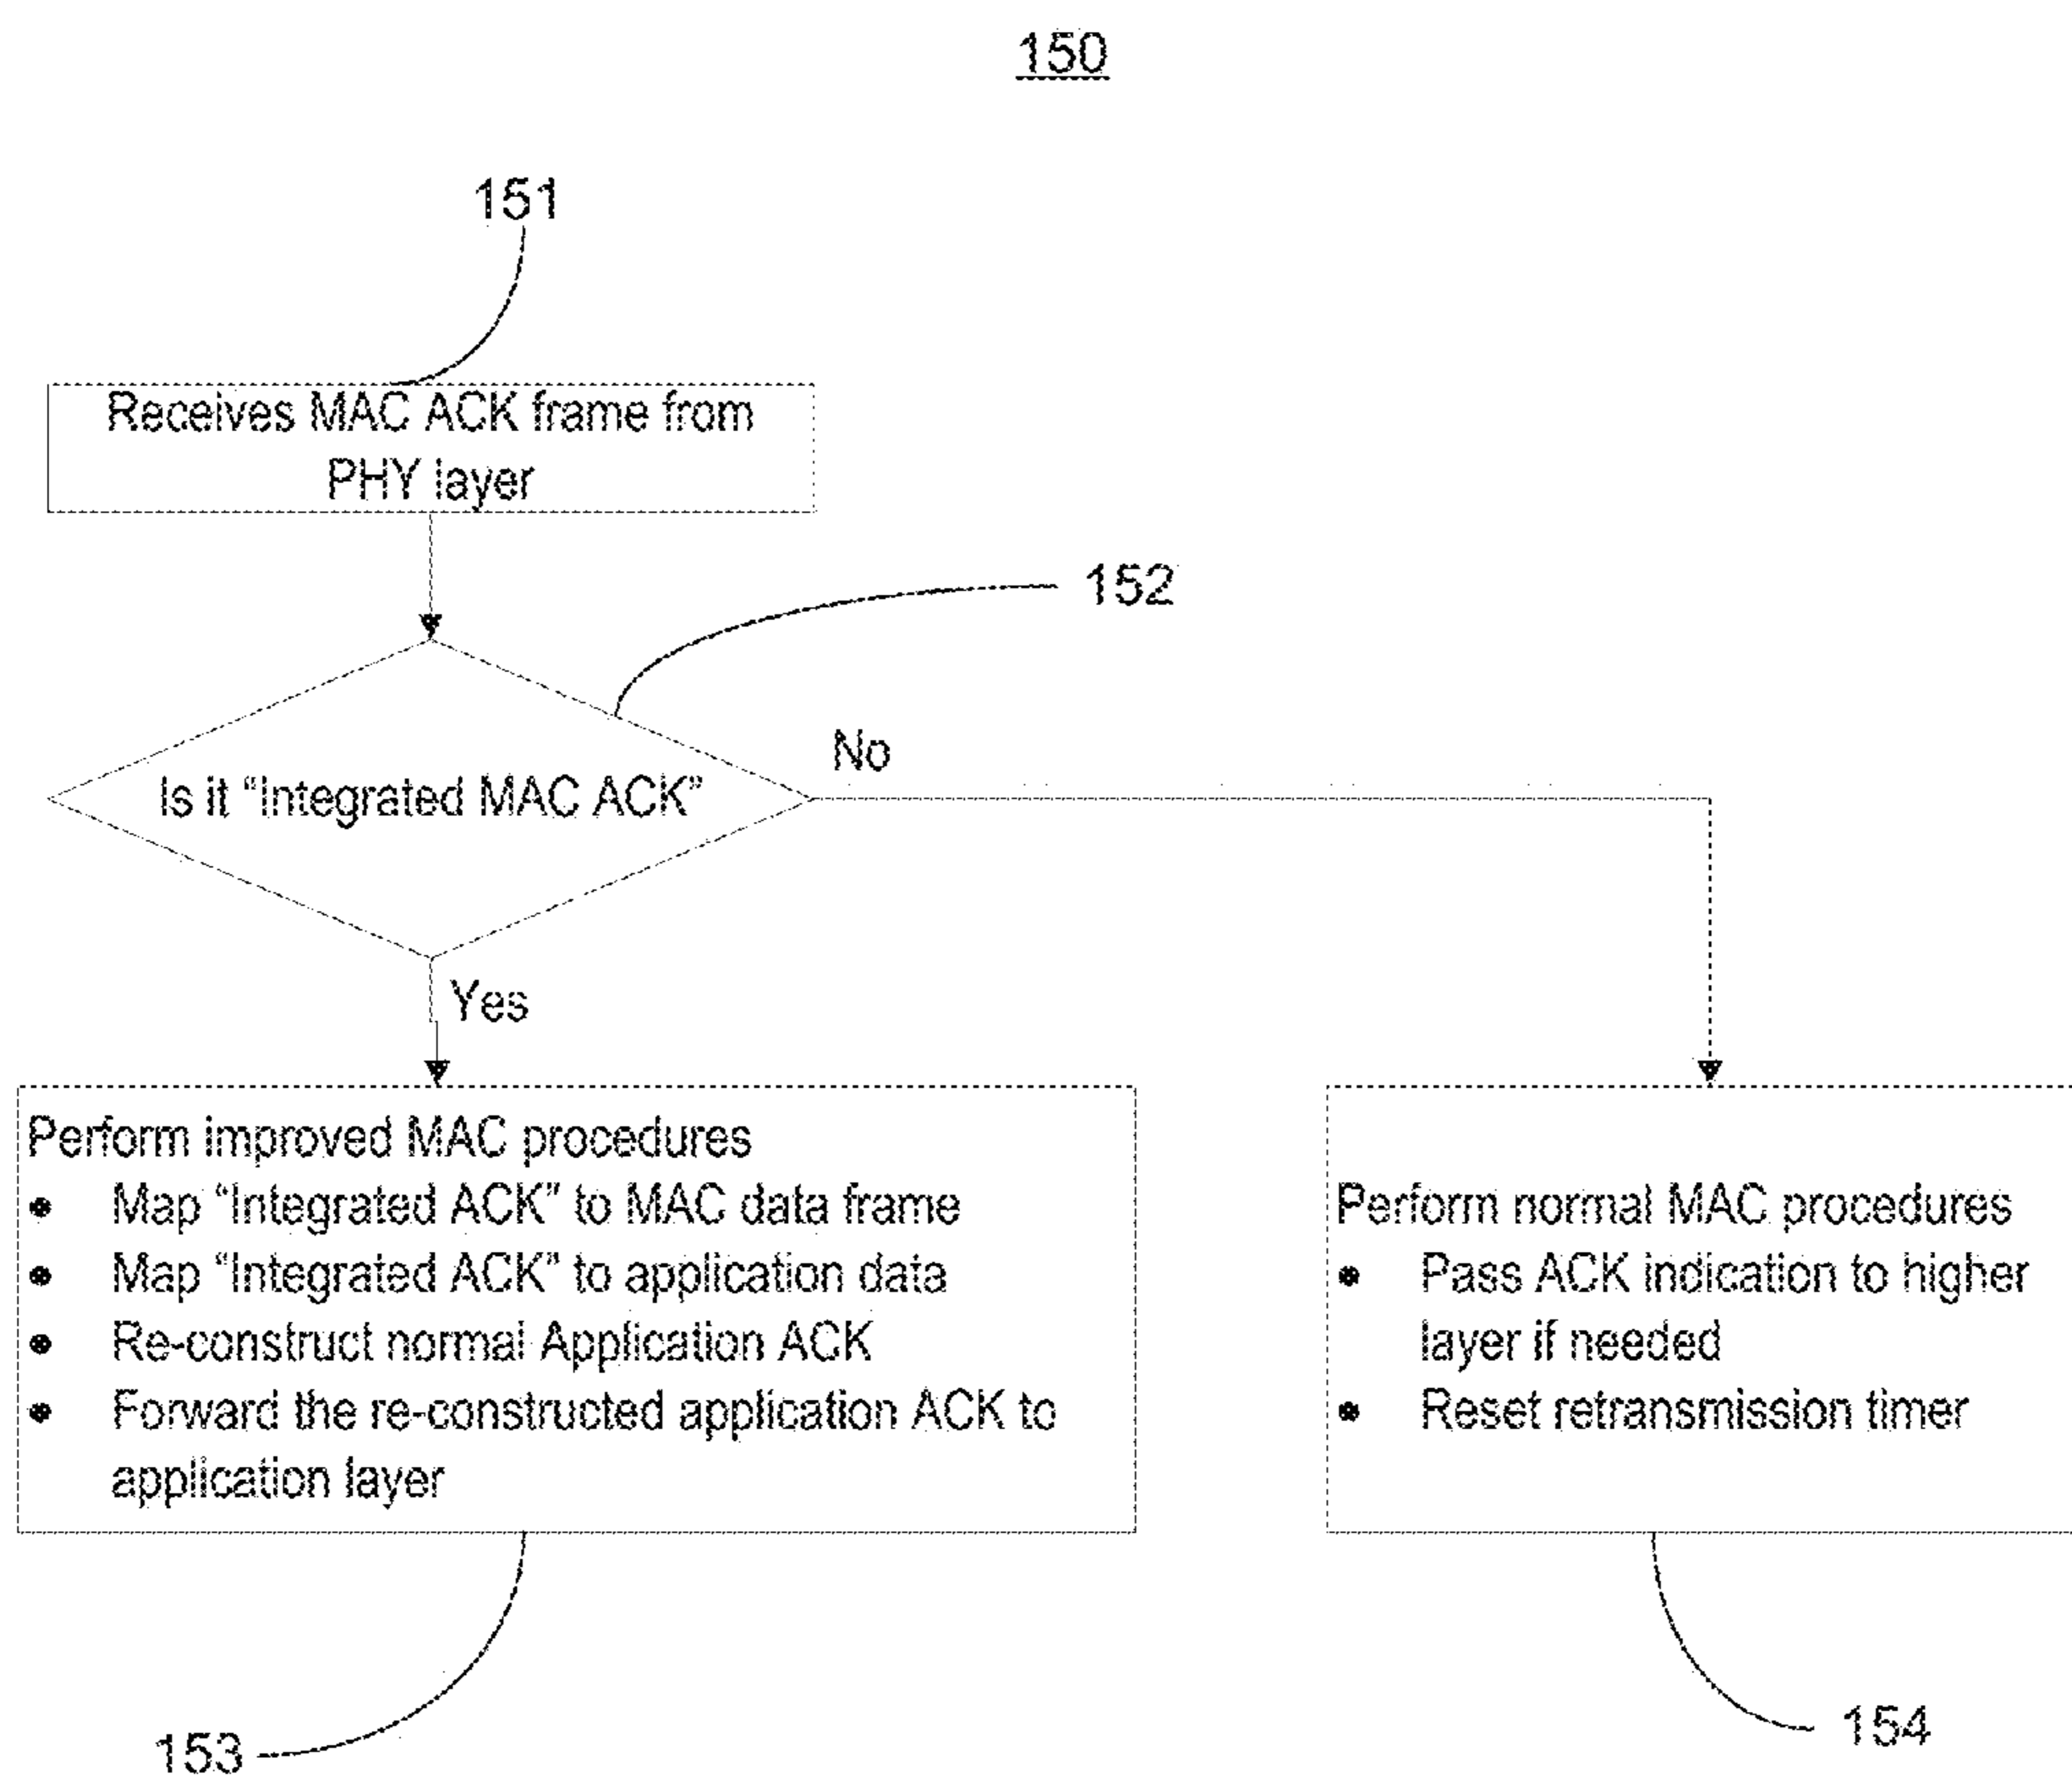 150
151
Receives MAC ACK frame from
PHY layer
152
Is it “Integrated MAC ACK”
No
Yes
Perform improved MAC procedures
• Map “Integrated ACK” to MAC data frame
• Map “Integrated ACK” to application data
• Re-construct normal Application ACK
• Forward the re-constructed application ACK to
application layer
Perform normal MAC procedures
• Pass ACK indication to higher
layer if needed
• Reset retransmission timer
153
154